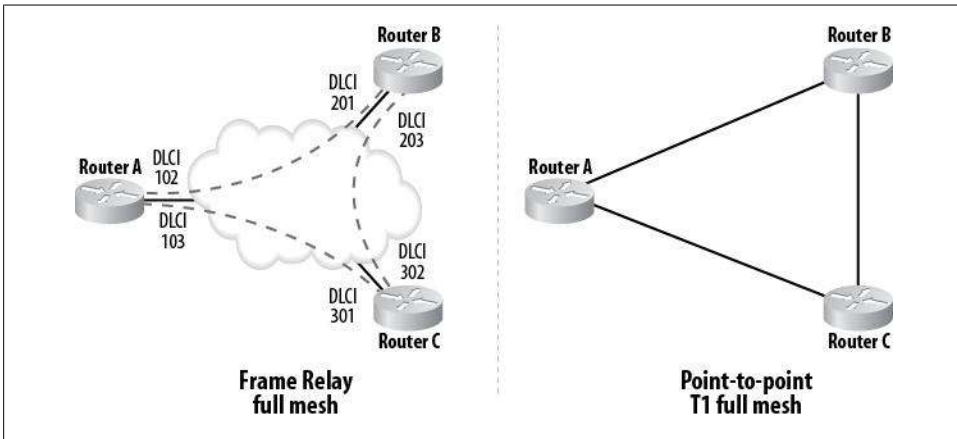 Router B
DLCI
201
DLCI
203
Router A
DLCI
102
DLCI
103
DLCI
302
DLCI
301
Router C
Frame Relay
full mesh
Router B
Router A
Router C
Point-to-point
T1 full mesh